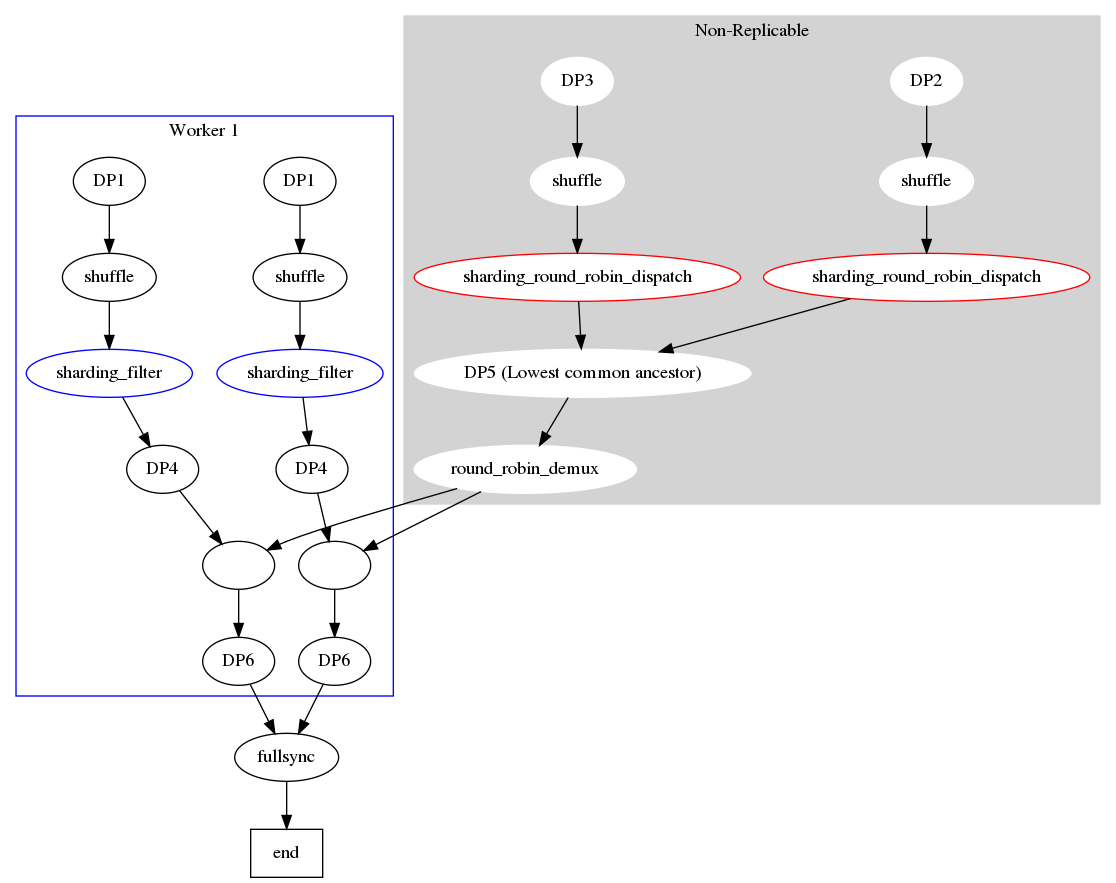 Non-Replicable
DP3
DP2
Worker 1
DP1
DP1
shuffle
shuffle
shuffle
shuffle
sharding_round_robin_dispatch
sharding_round_robin_dispatch
sharding_filter
sharding_filter
DP5 (Lowest common ancestor)
DP4
DP4
round_robin_demux
DP6
DP6
fullsync
end